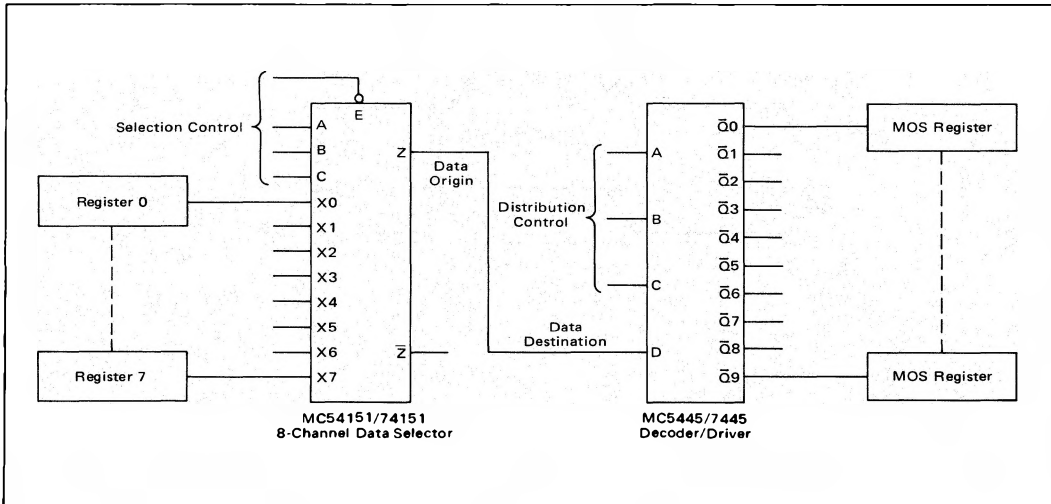 Selection Control
E
A
B
C
X0
X1
X2
X3
X4
X5
X6
X7
Z
Z̅
Register 0
Register 7
MC54151/74151
8-Channel Data Selector
Data
Origin
Distribution
Control
Data
Destination
A
B
C
D
Q̅0
Q̅1
Q̅2
Q̅3
Q̅4
Q̅5
Q̅6
Q̅7
Q̅8
Q̅9
MC5445/7445
Decoder/Driver
MOS Register
MOS Register